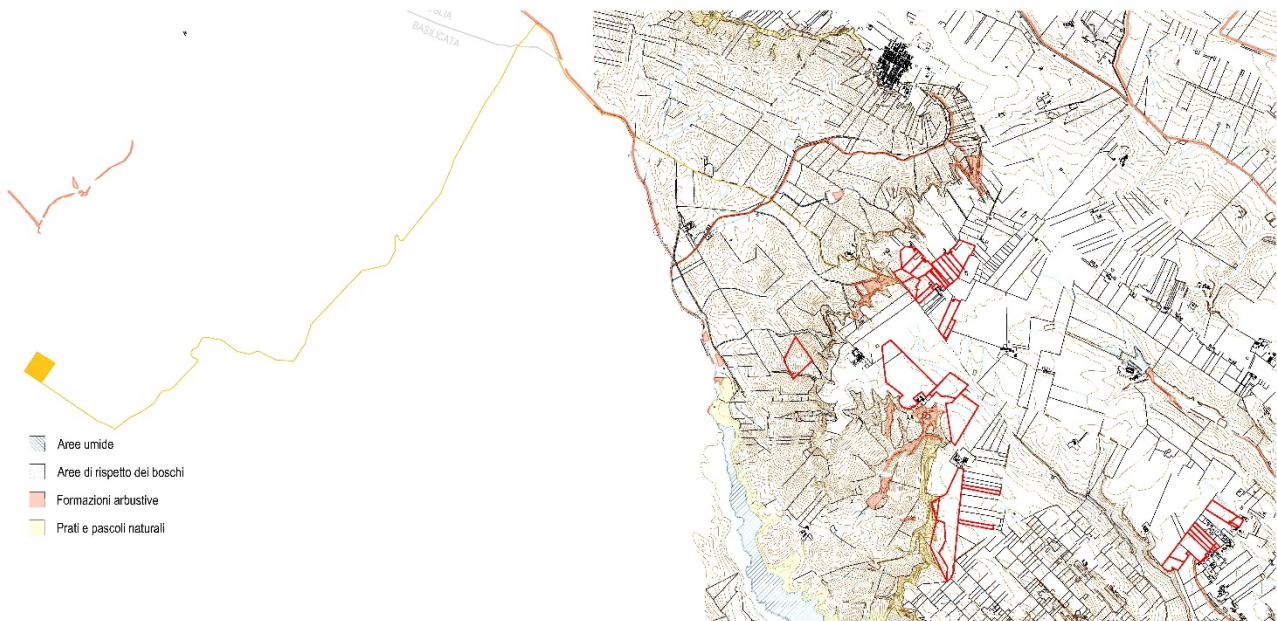 BASILICATA
Aree umide
Aree di rispetto dei boschi
Formazioni arbustive
Prati e pascoli naturali